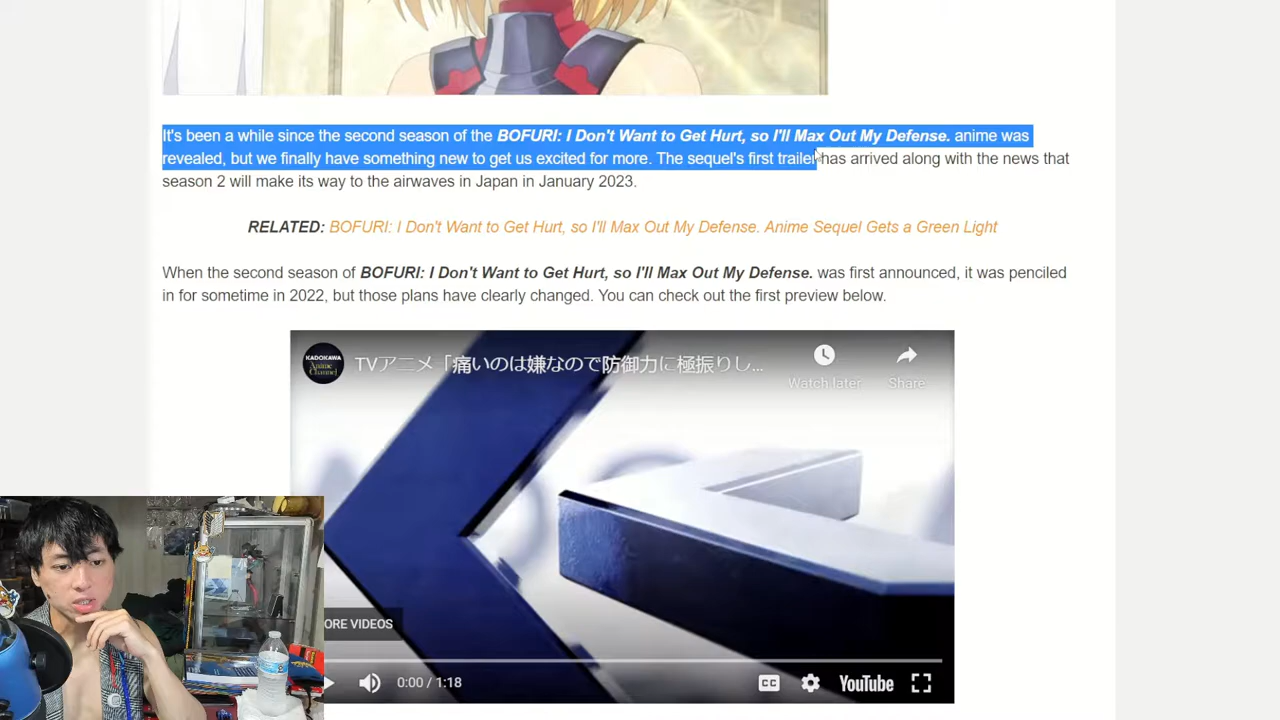 It's been a while since the second season of the BOFURI: I Don't Want to Get Hurt, so I'll Max Out My Defense. anime was
revealed, but we finally have something new to get us excited for more. The sequel's first trailer has arrived along with the news that
season 2 will make its way to the airwaves in Japan in January 2023.
RELATED: BOFURI: I Don't Want to Get Hurt, so I'll Max Out My Defense. Anime Sequel Gets a Green Light
When the second season of BOFURI: I Don't Want to Get Hurt, so I'll Max Out My Defense. was first announced, it was penciled
in for sometime in 2022, but those plans have clearly changed. You can check out the first preview below.
KADOKAWA
Anime
Channel
TVアニメ「痛いのは嫌なので防御力に極振りし...
Watch later
Share
ORE VIDEOS
0:00 / 1:18
CC
YouTube